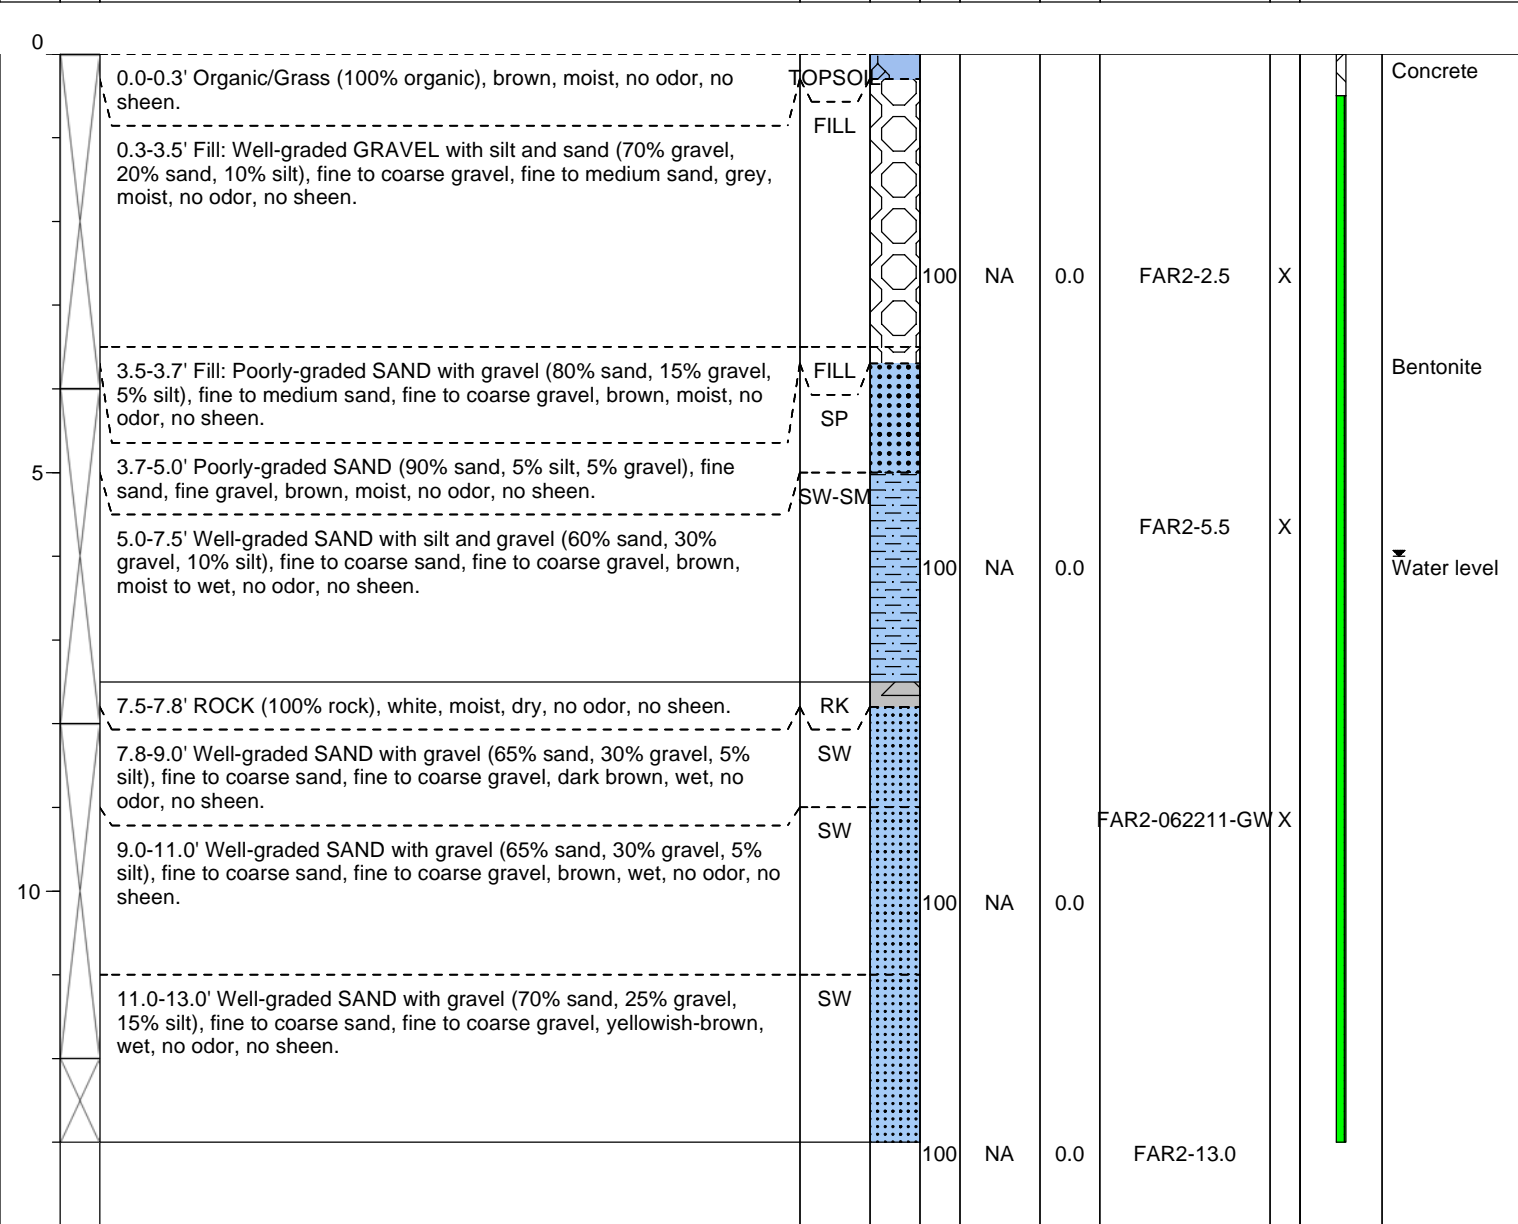 0
0.0-0.3' Organic/Grass (100% organic), brown, moist, no odor, no
sheen.
TOPSOIL
Concrete
FILL
0.3-3.5' Fill: Well-graded GRAVEL with silt and sand (70% gravel,
20% sand, 10% silt), fine to coarse gravel, fine to medium sand, grey,
moist, no odor, no sheen.
100 NA 0.0 FAR2-2.5 X
3.5-3.7' Fill: Poorly-graded SAND with gravel (80% sand, 15% gravel,
5% silt), fine to medium sand, fine to coarse gravel, brown, moist, no
odor, no sheen.
FILL
Bentonite
SP
5
3.7-5.0' Poorly-graded SAND (90% sand, 5% silt, 5% gravel), fine
sand, fine gravel, brown, moist, no odor, no sheen.
SW-SM
FAR2-5.5 X
5.0-7.5' Well-graded SAND with silt and gravel (60% sand, 30%
gravel, 10% silt), fine to coarse sand, fine to coarse gravel, brown,
moist to wet, no odor, no sheen.
100 NA 0.0
Water level
7.5-7.8' ROCK (100% rock), white, moist, dry, no odor, no sheen.
RK
7.8-9.0' Well-graded SAND with gravel (65% sand, 30% gravel, 5%
silt), fine to coarse sand, fine to coarse gravel, dark brown, wet, no
odor, no sheen.
SW
FAR2-062211-GW X
SW
9.0-11.0' Well-graded SAND with gravel (65% sand, 30% gravel, 5%
silt), fine to coarse sand, fine to coarse gravel, brown, wet, no odor, no
sheen.
10
100 NA 0.0
11.0-13.0' Well-graded SAND with gravel (70% sand, 25% gravel,
15% silt), fine to coarse sand, fine to coarse gravel, yellowish-brown,
wet, no odor, no sheen.
SW
100 NA 0.0 FAR2-13.0